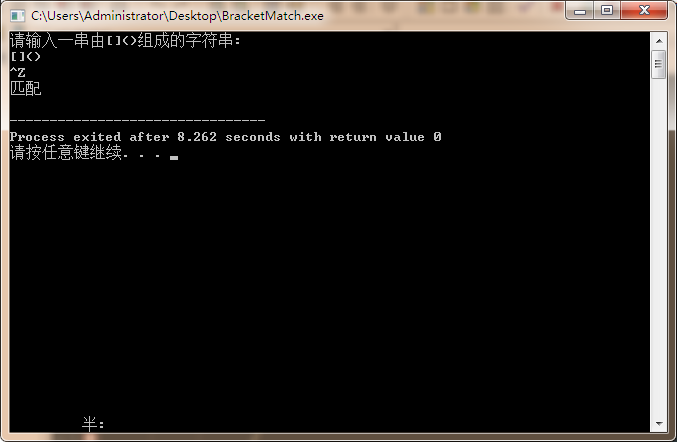 C:\Users\Administrator\Desktop\BracketMatch.exe
请输入一串由[]()组成的字符串:
[]()
^Z
匹配
--------------------------------
Process exited after 8.262 seconds with return value 0
请按任意键继续. . .
半: